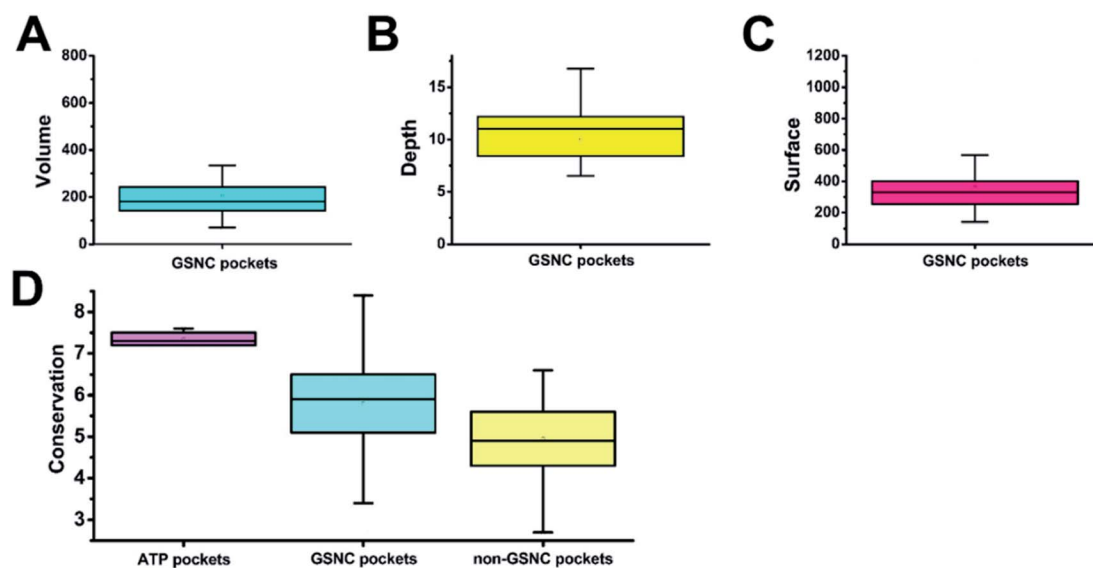 A
Volume
800
600
400
200
0
GSNC pockets
B
Depth
15
10
5
0
GSNC pockets
C
Surface
1200
1000
800
600
400
200
0
GSNC pockets
D
Conservation
8
7
6
5
4
3
ATP pockets
GSNC pockets
non-GSNC pockets